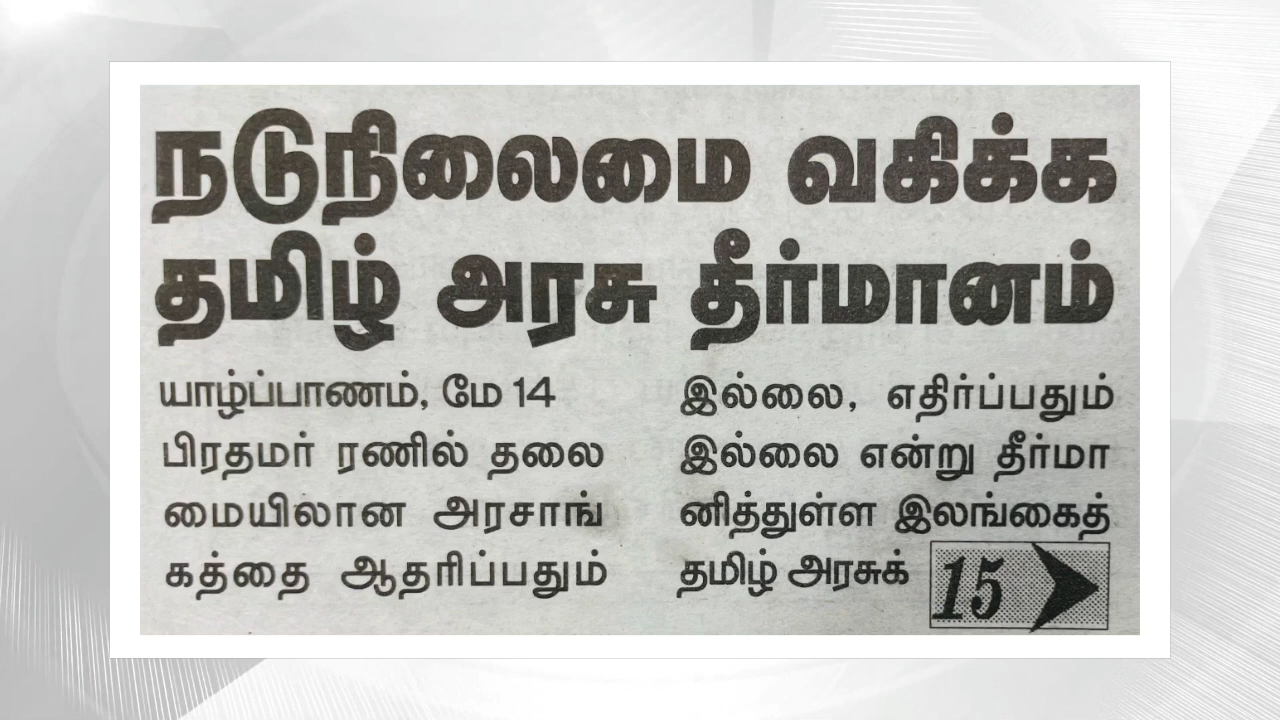 நடுநிலைமை வகிக்க
தமிழ் அரசு தீர்மானம்
யாழ்ப்பாணம், மே 14
பிரதமர் ரணில் தலை
மையிலான அரசாங்
கத்தை ஆதரிப்பதும்
இல்லை, எதிர்ப்பதும்
இல்லை என்று தீர்மா
னித்துள்ள இலங்கைத்
தமிழ் அரசுக்
15